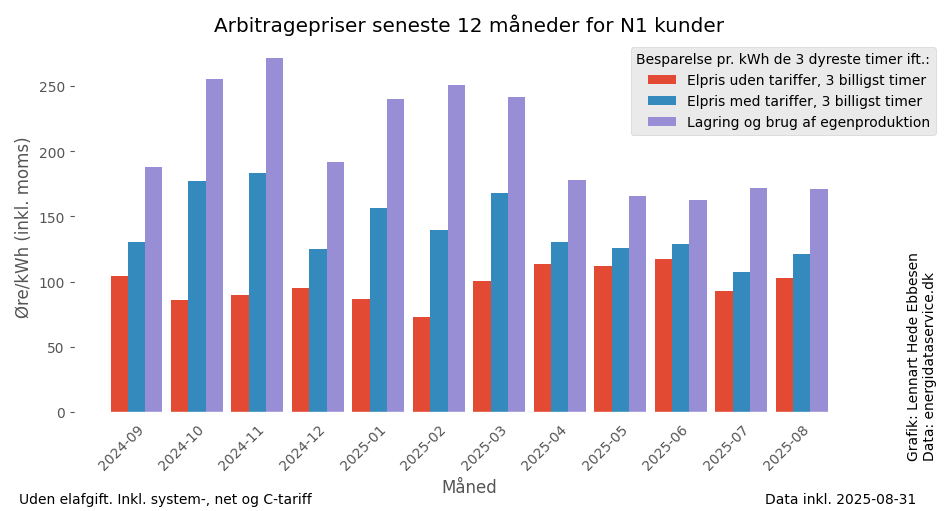 Arbitragepriser seneste 12 måneder for N1 kunder
Besparelse pr. kWh de 3 dyreste timer ift.:
Elpris uden tariffer, 3 billigst timer
Elpris med tariffer, 3 billigst timer
Lagring og brug af egenproduktion
Øre/kWh (inkl. moms)
250
200
150
100
50
0
2024-09
2024-10
2024-11
2024-12
2025-01
2025-02
2025-03
2025-04
2025-05
2025-06
2025-07
2025-08
Måned
Grafik: Lennart Hede Ebbesen
Data: energidataservice.dk
Uden elafgift. Inkl. system-, net og C-tariff
Data inkl. 2025-08-31